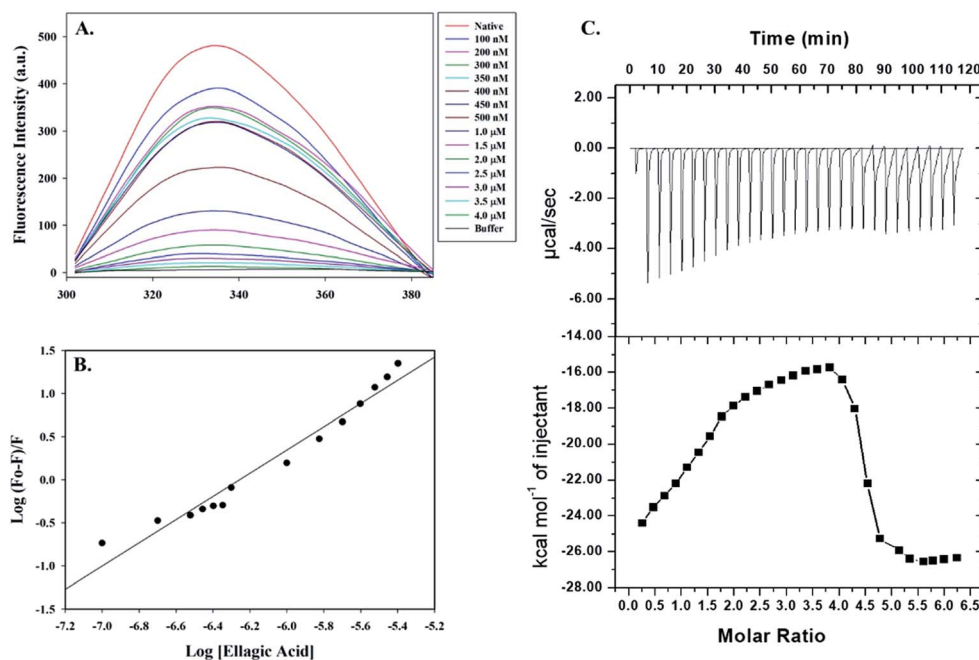 A.
Fluorescence Intensity (a.u.)
500
400
300
200
100
0
300
320
340
360
380
Native
100 nM
200 nM
300 nM
350 nM
400 nM
450 nM
500 nM
1.0 μM
1.5 μM
2.0 μM
2.5 μM
3.0 μM
3.5 μM
4.0 μM
Buffer
B.
Log (Fo-F)/F
1.5
1.0
0.5
0.0
-0.5
-1.0
-1.5
-7.2 -7.0 -6.8 -6.6 -6.4 -6.2 -6.0 -5.8 -5.6 -5.4 -5.2
Log [Ellagic Acid]
C.
Time (min)
0 10 20 30 40 50 60 70 80 90 100 110 120
µcal/sec
2.00
0.00
-2.00
-4.00
-6.00
-14.00
kcal mol-1 of injectant
-16.00
-18.00
-20.00
-22.00
-24.00
-26.00
-28.00
0.0 0.5 1.0 1.5 2.0 2.5 3.0 3.5 4.0 4.5 5.0 5.5 6.0 6.5
Molar Ratio